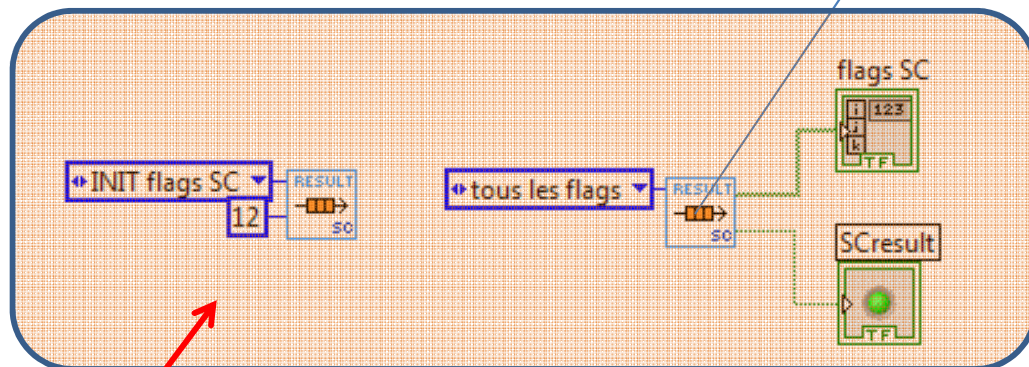 flags SC
i 123
j
k
TF
INIT flags SC
RESULT
12
SC
tous les flags
RESULT
SC
SCresult
TF